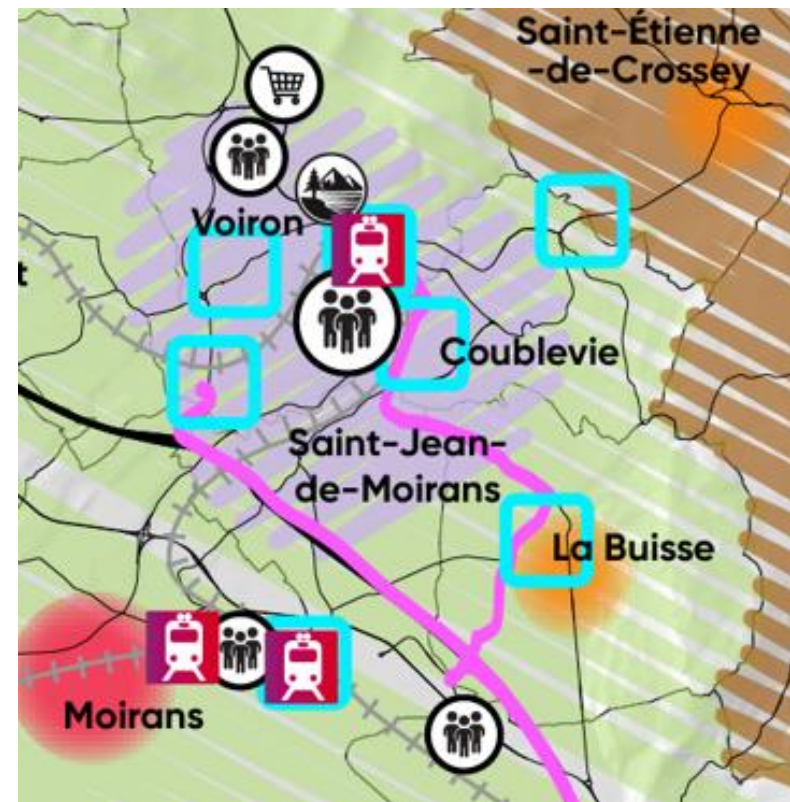 Saint-Étienne
-de-Crossey
Voiron
t
Coublevie
Saint-Jean-
de-Moirans
La Buisse
Moirans